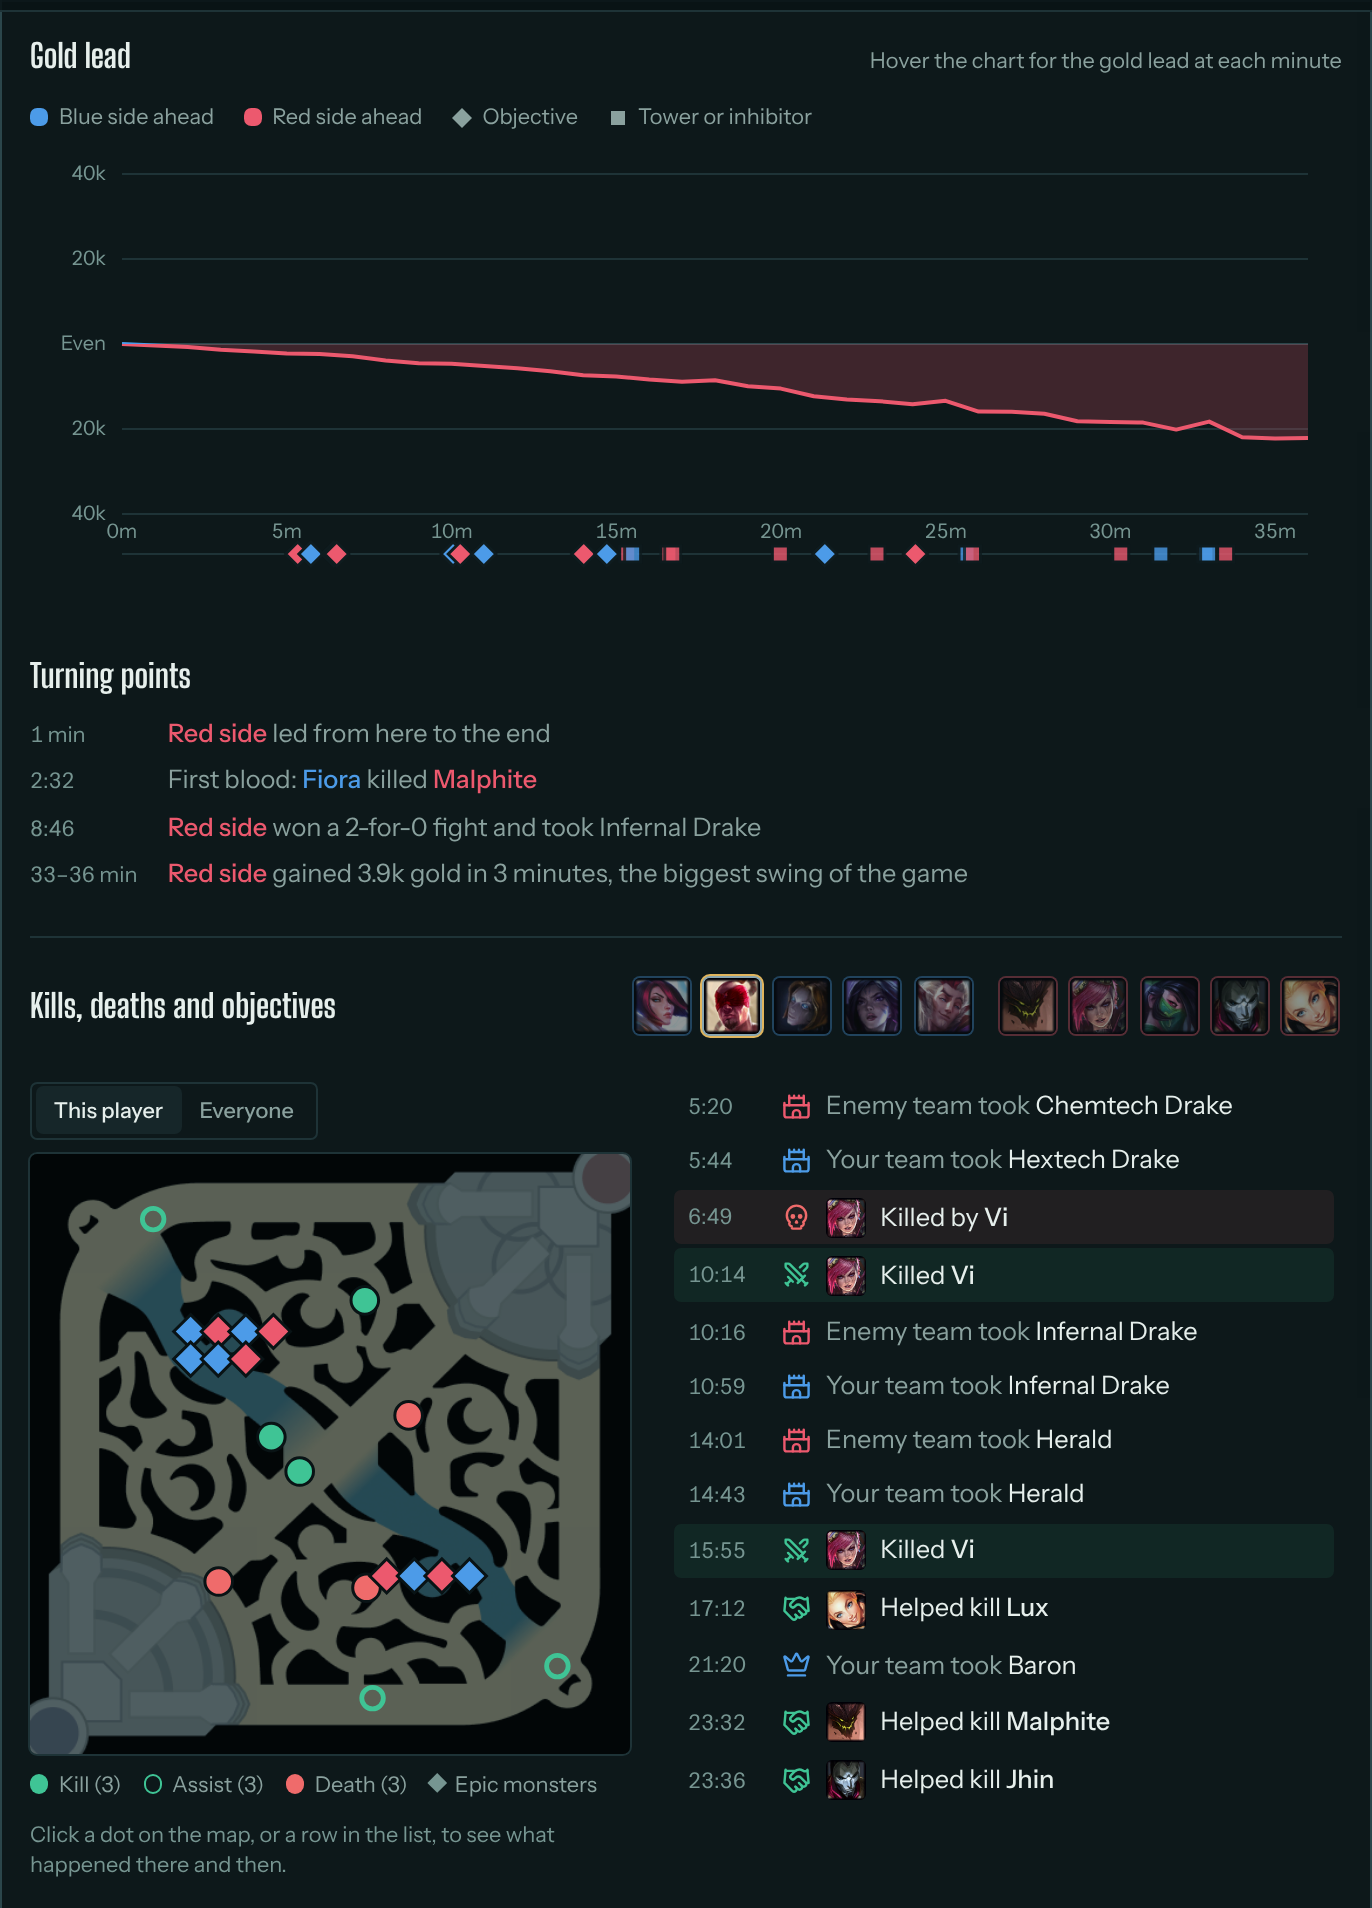 Gold lead
Hover the chart for the gold lead at each minute
Blue side ahead
Red side ahead
Objective
Tower or inhibitor
40k
20k
Even
20k
40k
0m
5m
10m
15m
20m
25m
30m
35m
Turning points
1 min Red side led from here to the end
2:32 First blood: Fiora killed Malphite
8:46 Red side won a 2-for-0 fight and took Infernal Drake
33–36 min Red side gained 3.9k gold in 3 minutes, the biggest swing of the game
Kills, deaths and objectives
This player
Everyone
Kill (3)
Assist (3)
Death (3)
Epic monsters
Click a dot on the map, or a row in the list, to see what
happened there and then.
5:20 Enemy team took Chemtech Drake
5:44 Your team took Hextech Drake
6:49 Killed by Vi
10:14 Killed Vi
10:16 Enemy team took Infernal Drake
10:59 Your team took Infernal Drake
14:01 Enemy team took Herald
14:43 Your team took Herald
15:55 Killed Vi
17:12 Helped kill Lux
21:20 Your team took Baron
23:32 Helped kill Malphite
23:36 Helped kill Jhin